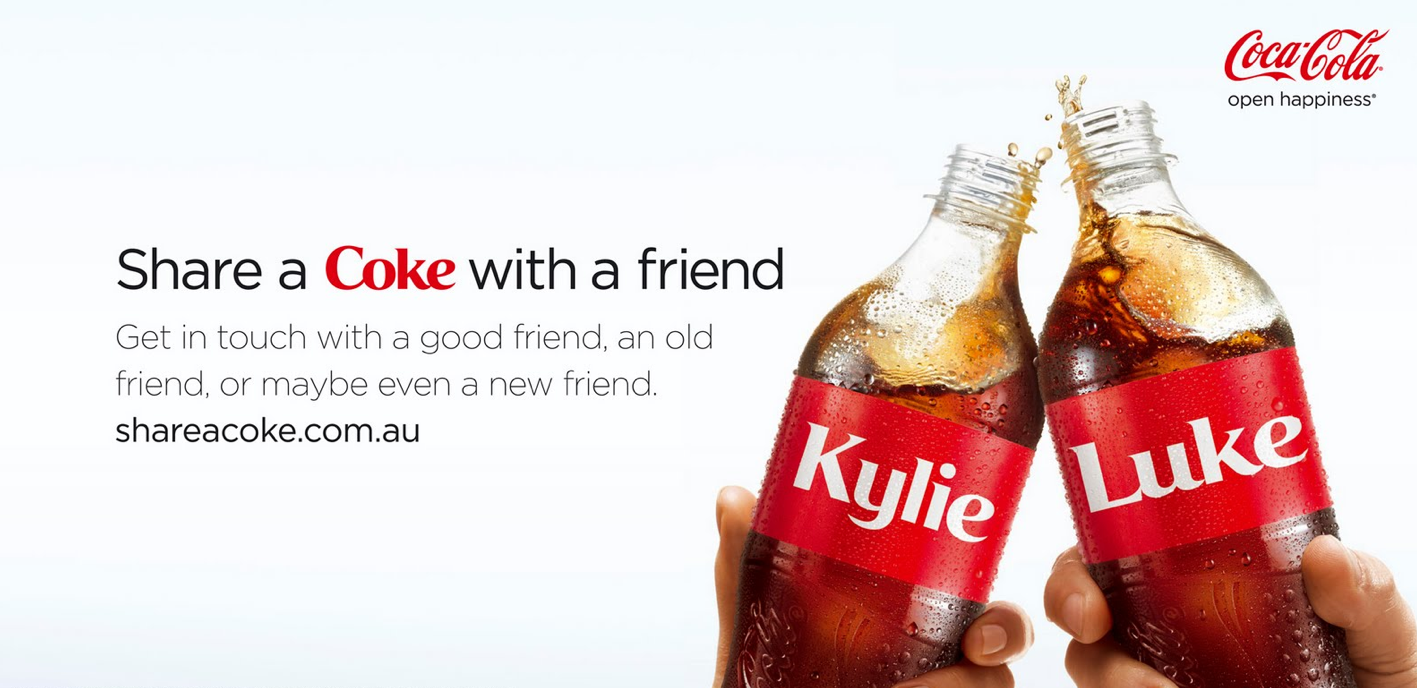 Coca-Cola
open happiness®
Share a Coke with a friend
Get in touch with a good friend, an old
friend, or maybe even a new friend.
shareacoke.com.au
Kylie
Luke